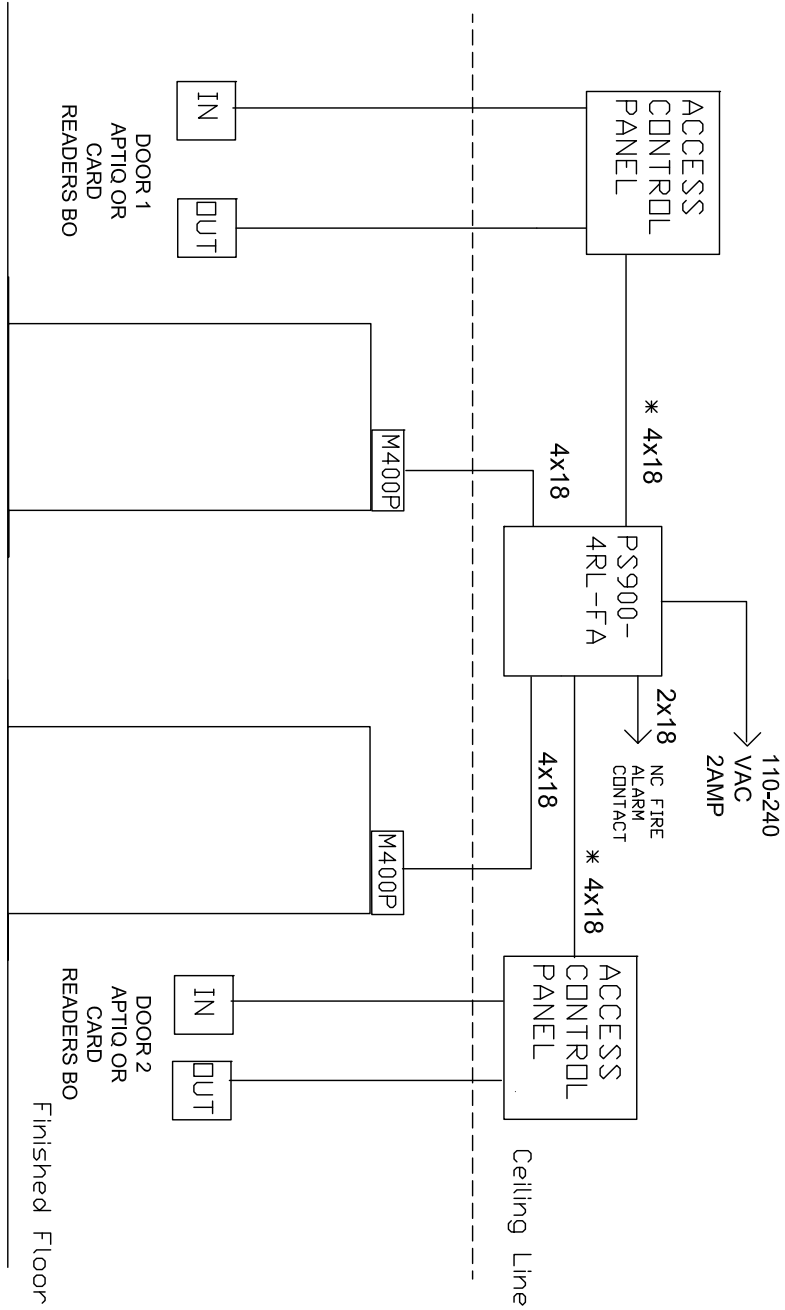 ACCESS
CONTROL
PANEL
* 4x18
110-240
VAC
2AMP
2x18
NC FIRE
ALARM
CONTACT
PS900-
4RL-FA
4x18
4x18
* 4x18
ACCESS
CONTROL
PANEL
Ceiling Line
M400P
M400P
IN
OUT
IN
OUT
DOOR 1
APTIQ OR
CARD
READERS BO
DOOR 2
APTIQ OR
CARD
READERS BO
Finished Floor